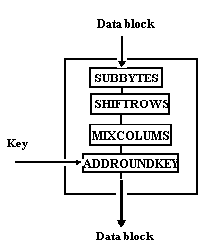 Data block
SUBBYTES
SHIFTROWS
MIXCOLUMS
Key
ADDROUNDKEY
Data block